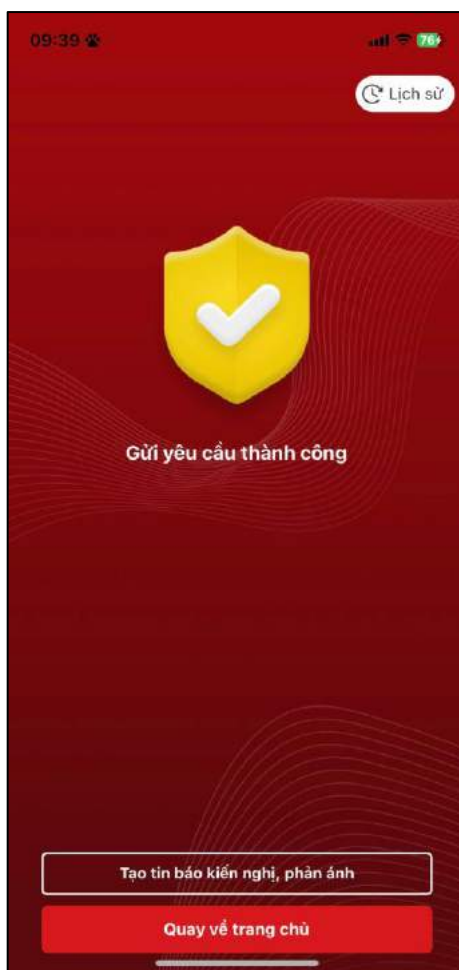 09:39
76
Lịch sử
Gửi yêu cầu thành công
Tạo tin báo kiến nghị, phản ánh
Quay về trang chủ